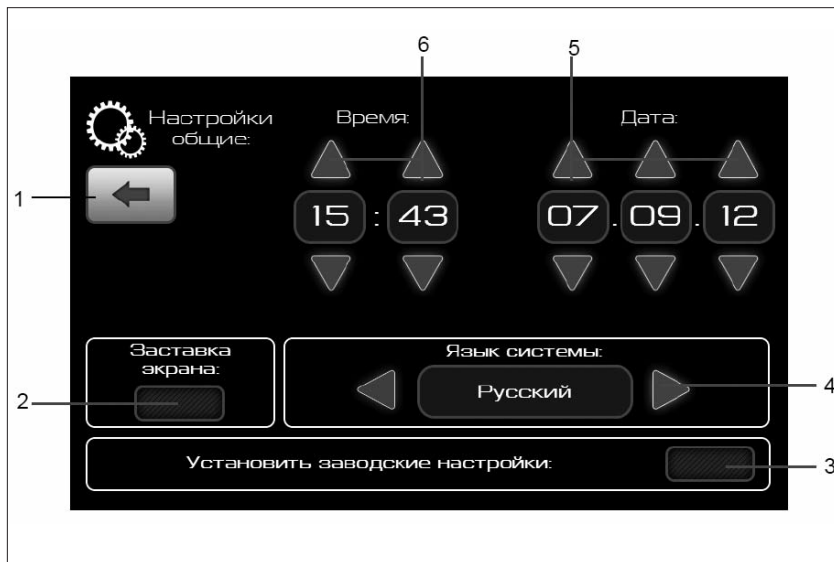 6 5
Настройки общие:
Время:
Дата:
1
15 : 43
07.09.12
Заставка экрана:
2
Язык системы:
Русский
4
Установить заводские настройки:
3